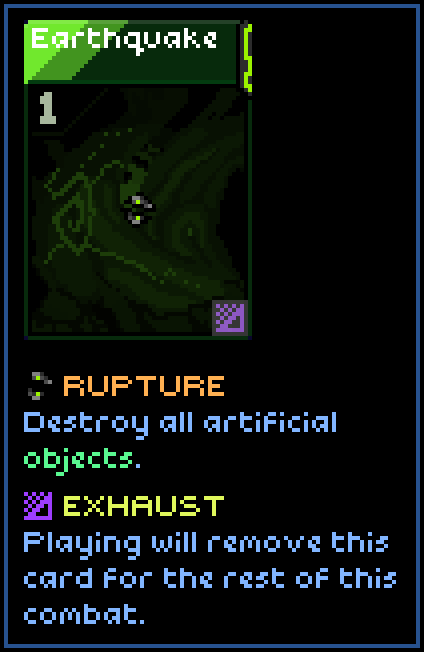 Earthquake
1
RUPTURE
Destroy all artificial
objects.
EXHAUST
Playing will remove this
card for the rest of this
combat.